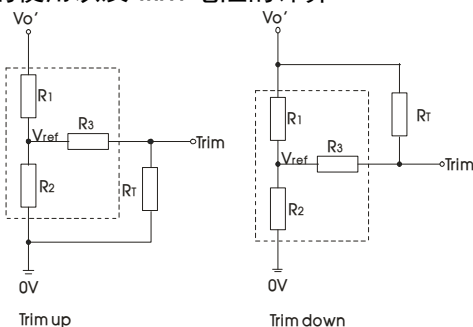 Vo'
R1
Vref
R3
Trim
R2
RT
0V
Trim up
Vo'
R1
RT
Vref
R3
Trim
R2
0V
Trim down